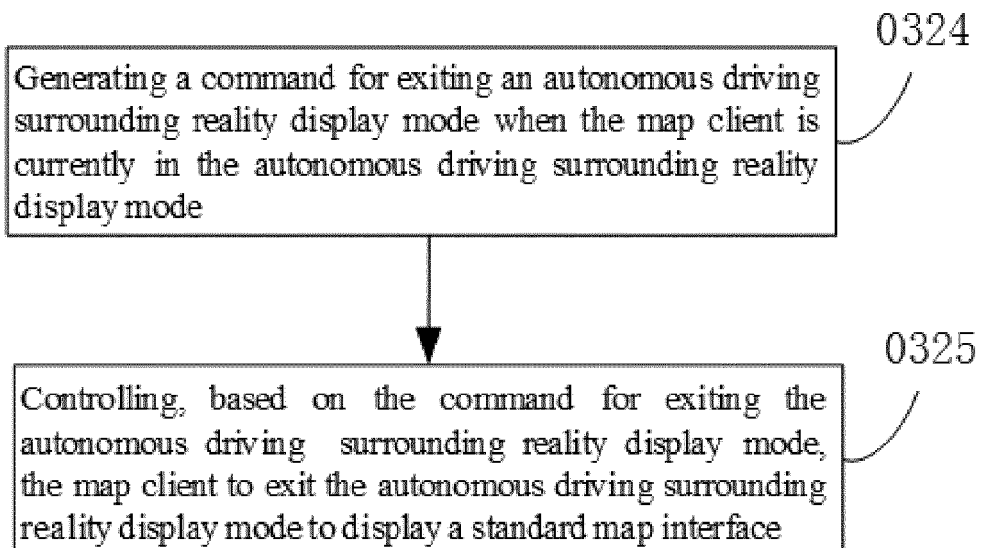 0324
Generating a command for exiting an autonomous driving
surrounding reality display mode when the map client is
currently in the autonomous driving surrounding reality
display mode
0325
Controlling, based on the command for exiting the
autonomous driving surrounding reality display mode,
the map client to exit the autonomous driving surrounding
reality display mode to display a standard map interface